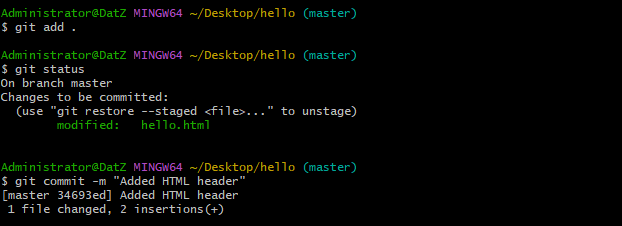 Administrator@DatZ MINGW64 ~/Desktop/hello (master)
$ git add .
Administrator@DatZ MINGW64 ~/Desktop/hello (master)
$ git status
On branch master
Changes to be committed:
  (use "git restore --staged <file>..." to unstage)
        modified:   hello.html
Administrator@DatZ MINGW64 ~/Desktop/hello (master)
$ git commit -m "Added HTML header"
[master 34693ed] Added HTML header
 1 file changed, 2 insertions(+)